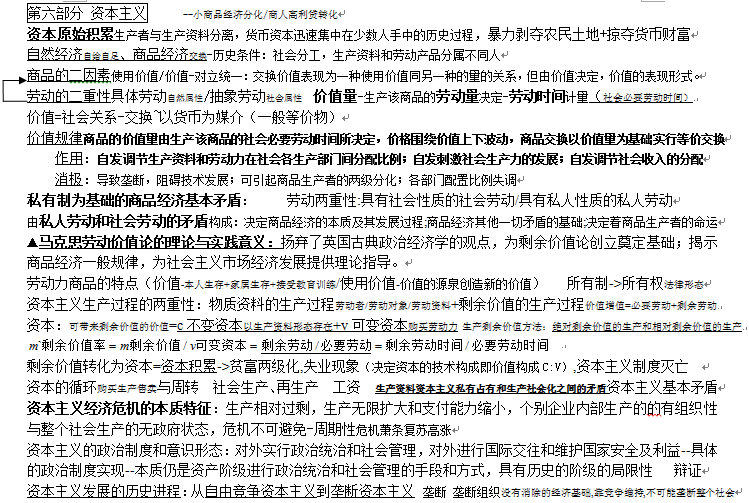 第六部分 资本主义 --小商品经济分化/商人高利贷转化↵
资本原始积累生产者与生产资料分离，货币资本迅速集中在少数人手中的历史过程，暴力剥夺农民土地+掠夺货币财富
自然经济自给自足、商品经济交换-历史条件：社会分工，生产资料和劳动产品分属不同人↵
商品的二因素使用价值/价值-对立统一：交换价值表现为一种使用价值同另一种的量的关系，但由价值决定，价值的表现形式。↵
劳动的二重性具体劳动自然属性/抽象劳动社会属性 价值量-生产该商品的劳动量决定-劳动时间计量（社会必要劳动时间）↵
价值=社会关系-交换~以货币为媒介（一般等价物）↵
价值规律商品的价值量由生产该商品的社会必要劳动时间所决定，价格围绕价值上下波动，商品交换以价值量为基础实行等价交换
作用：自发调节生产资料和劳动力在社会各生产部门间分配比例；自发刺激社会生产力的发展；自发调节社会收入的分配
消极：导致垄断，阻碍技术发展；可引起商品生产者的两级分化；各部门配置比例失调↵
私有制为基础的商品经济基本矛盾： 劳动两重性:具有社会性质的社会劳动/具有私人性质的私人劳动↵
由私人劳动和社会劳动的矛盾构成：决定商品经济的本质及其发展过程;商品经济其他一切矛盾的基础;决定着商品生产者的命运
▲马克思劳动价值论的理论与实践意义：扬弃了英国古典政治经济学的观点，为剩余价值论创立奠定基础；揭示
商品经济一般规律，为社会主义市场经济发展提供理论指导。↵
劳动力商品的特点（价值-本人生存+家属生存+接受教育训练/使用价值-价值的源泉创造新的价值） 所有制->所有权法律形态↵
资本主义生产过程的两重性：物质资料的生产过程劳动者/劳动对象/劳动资料+剩余价值的生产过程价值增值=必要劳动+剩余劳动↵
资本：可带来剩余价值的价值=C 不变资本以生产资料形态存在+V 可变资本购买劳动力 生产剩余价值方法：绝对剩余价值的生产和相对剩余价值的生产↵
m`剩余价值率 = m剩余价值 / v可变资本 = 剩余劳动/必要劳动 = 剩余劳动时间/必要劳动时间 ↵
剩余价值转化为资本=资本积累->贫富两级化,失业现象（决定资本的技术构成即价值构成C:V）,资本主义制度灭亡 ↵
资本的循环购买生产售卖与周转 社会生产、再生产 工资 生产资料资本主义私有占有和生产社会化之间的矛盾资本主义基本矛盾
资本主义经济危机的本质特征：生产相对过剩，生产无限扩大和支付能力缩小，个别企业内部生产的的有组织性
与整个社会生产的无政府状态，危机不可避免-周期性危机萧条复苏高涨↵
资本主义的政治制度和意识形态：对外实行政治统治和社会管理，对外进行国际交往和维护国家安全及利益--具体
的政治制度实现--本质仍是资产阶级进行政治统治和社会管理的手段和方式，具有历史的阶级的局限性 辩证↵
资本主义发展的历史进程：从自由竞争资本主义到垄断资本主义 垄断 垄断组织没有消除的经济基础,靠竞争维持,不可能垄断整个社会